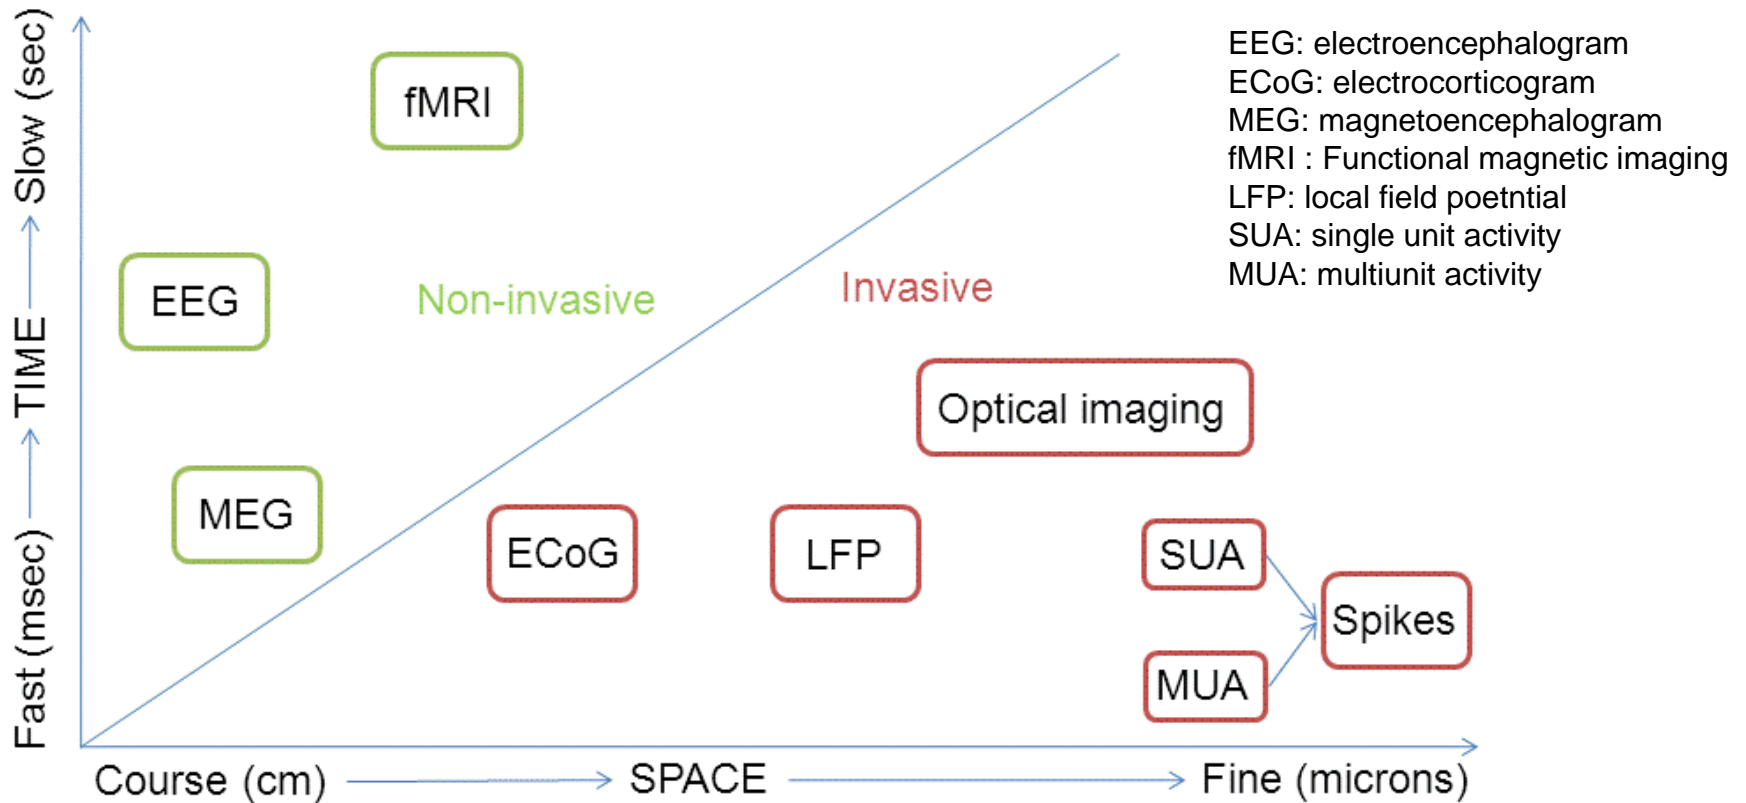 EEG: electroencephalogram
ECoG: electrocorticogram
MEG: magnetoencephalogram
fMRI : Functional magnetic imaging
LFP: local field poetntial
SUA: single unit activity
MUA: multiunit activity
Fast (msec) TIME Slow (sec)
fMRI
EEG
Non-invasive
Invasive
Optical imaging
MEG
ECoG
LFP
SUA
Spikes
MUA
Course (cm) SPACE Fine (microns)